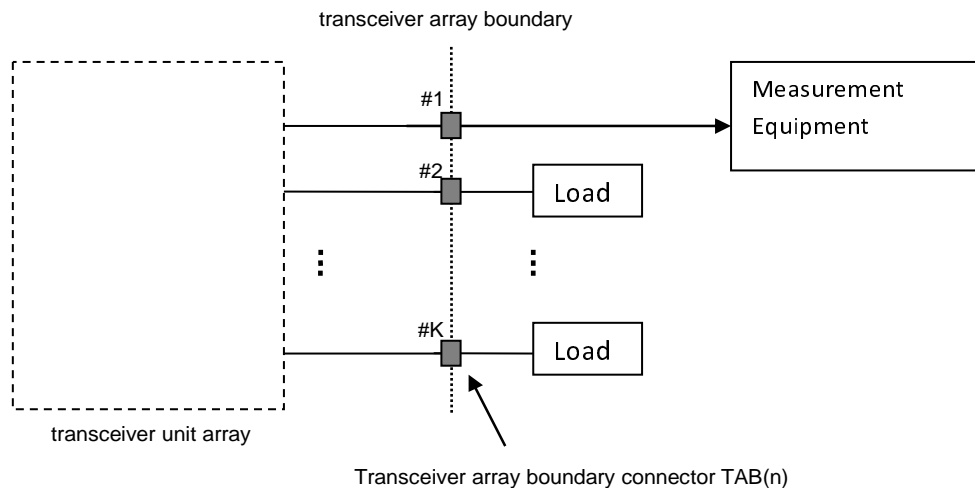 transceiver array boundary
#1
Measurement
Equipment
#2
Load
#K
Load
transceiver unit array
Transceiver array boundary connector TAB(n)